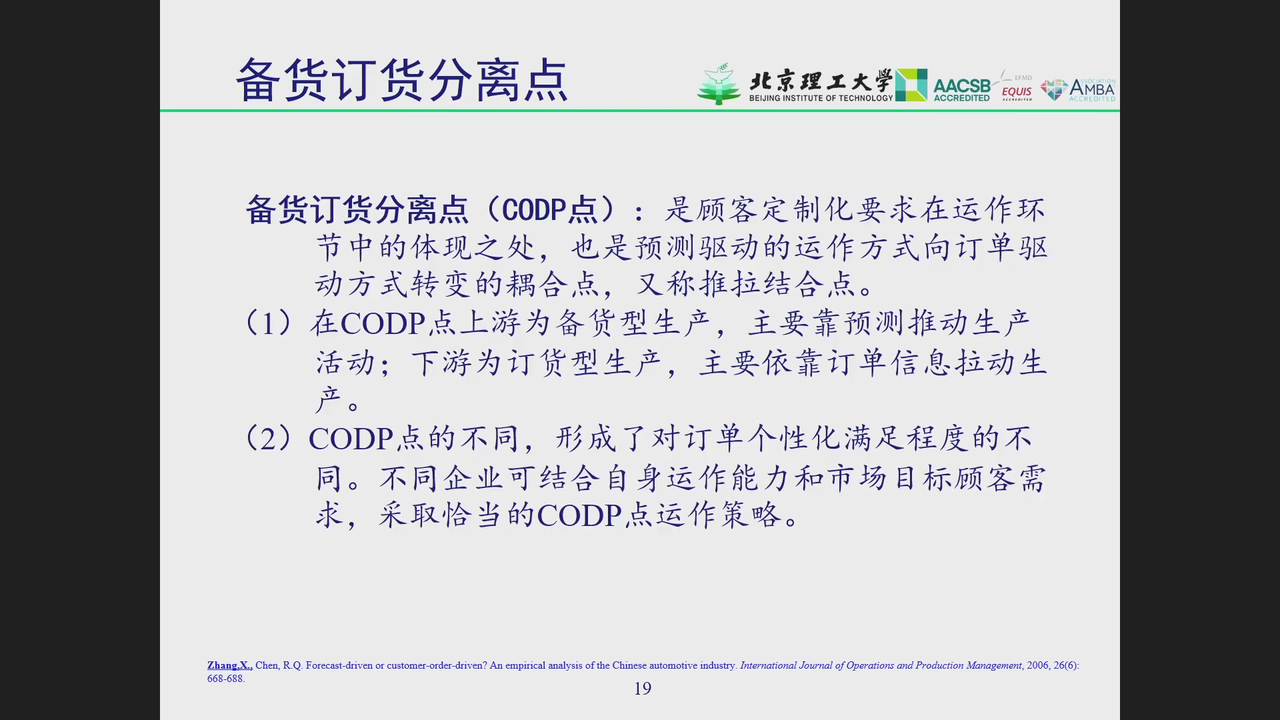 备货订货分离点
北京理工大学
BEIJING INSTITUTE OF TECHNOLOGY
AACSB
ACCREDITED
EFMD
EQUIS
ACCREDITED
ASSOCIATION
AMBA
ACCREDITED
备货订货分离点（CODP点）：是顾客定制化要求在运作环
节中的体现之处，也是预测驱动的运作方式向订单驱
动方式转变的耦合点，又称推拉结合点。
（1）在CODP点上游为备货型生产，主要靠预测推动生产
活动；下游为订货型生产，主要依靠订单信息拉动生
产。
（2）CODP点的不同，形成了对订单个性化满足程度的不
同。不同企业可结合自身运作能力和市场目标顾客需
求，采取恰当的CODP点运作策略。
Zhang,X., Chen, R.Q. Forecast-driven or customer-order-driven? An empirical analysis of the Chinese automotive industry. International Journal of Operations and Production Management, 2006, 26(6):
668-688.
19